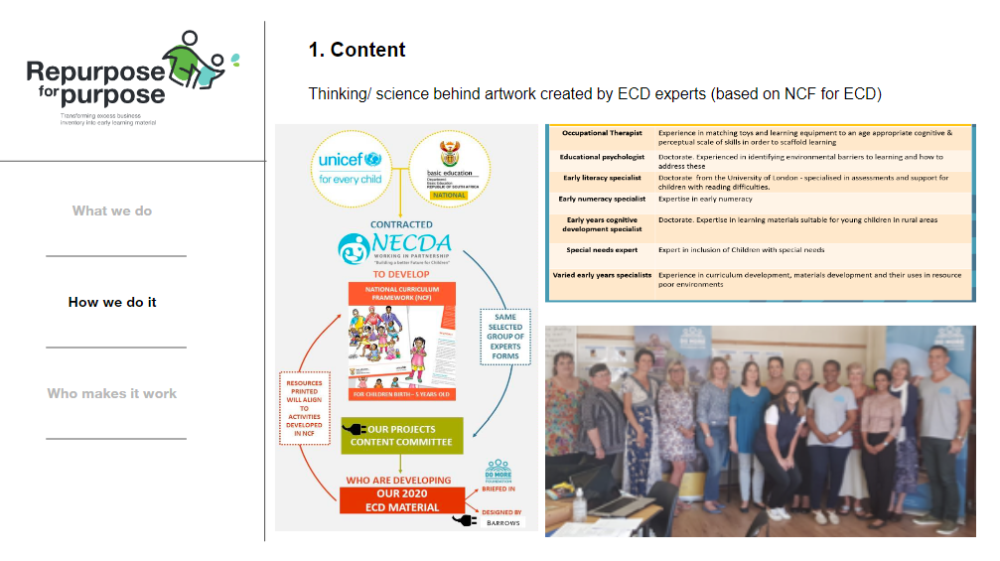 Repurpose
for purpose
Transforming excess business
inventory into early learning material
What we do
How we do it
Who makes it work
1. Content
Thinking/ science behind artwork created by ECD experts (based on NCF for ECD)
unicef
for every child
basic education
Department:
Basic Education
REPUBLIC OF SOUTH AFRICA
NATIONAL
CONTRACTED
NECDA
WORKING IN PARTNERSHIP
"Building a better future for Children"
TO DEVELOP
NATIONAL CURRICULUM
FRAMEWORK (NCF)
FOR CHILDREN BIRTH – 5 YEARS OLD
SAME
SELECTED
GROUP OF
EXPERTS
FORMS
RESOURCES
PRINTED
WILL ALIGN
TO
ACTIVITIES
DEVELOPED
IN NCF
OUR PROJECTS
CONTENT COMMITTEE
WHO ARE DEVELOPING
OUR 2020
ECD MATERIAL
DO MORE
FOUNDATION
BRIEFED IN
DESIGNED BY
BARROWS
Occupational Therapist Experience in matching toys and learning equipment to an age appropriate cognitive &
perceptual scale of skills in order to scaffold learning
Educational psychologist Doctorate. Experienced in identifying environmental barriers to learning and how to
address these
Early literacy specialist Doctorate from the University of London - specialised in assessments and support for
children with reading difficulties.
Early numeracy specialist Expertise in early numeracy
Early years cognitive Doctorate. Expertise in learning materials suitable for young children in rural areas
development specialist
Special needs expert Expert in inclusion of Children with special needs
Varied early years specialists Experience in curriculum development, materials development and their uses in resource
poor environments
DO MORE